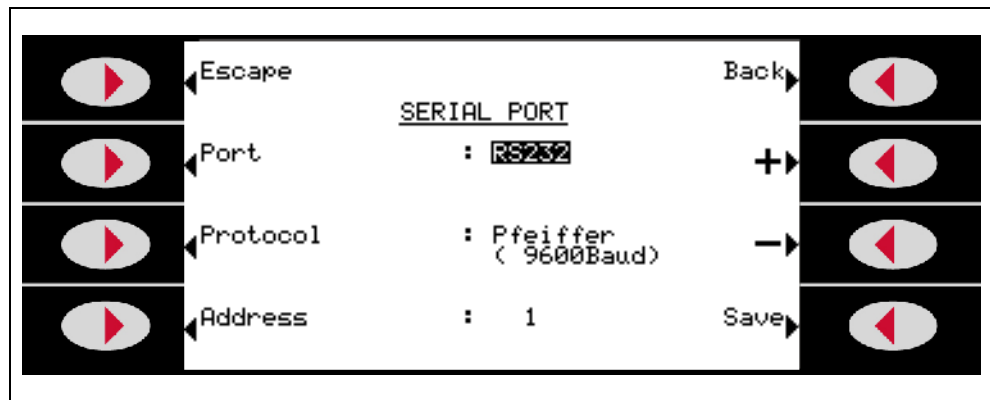 Escape Back
SERIAL PORT
Port : RS232 +
Protocol : Pfeiffer −
( 9600Baud)
Address : 1 Save